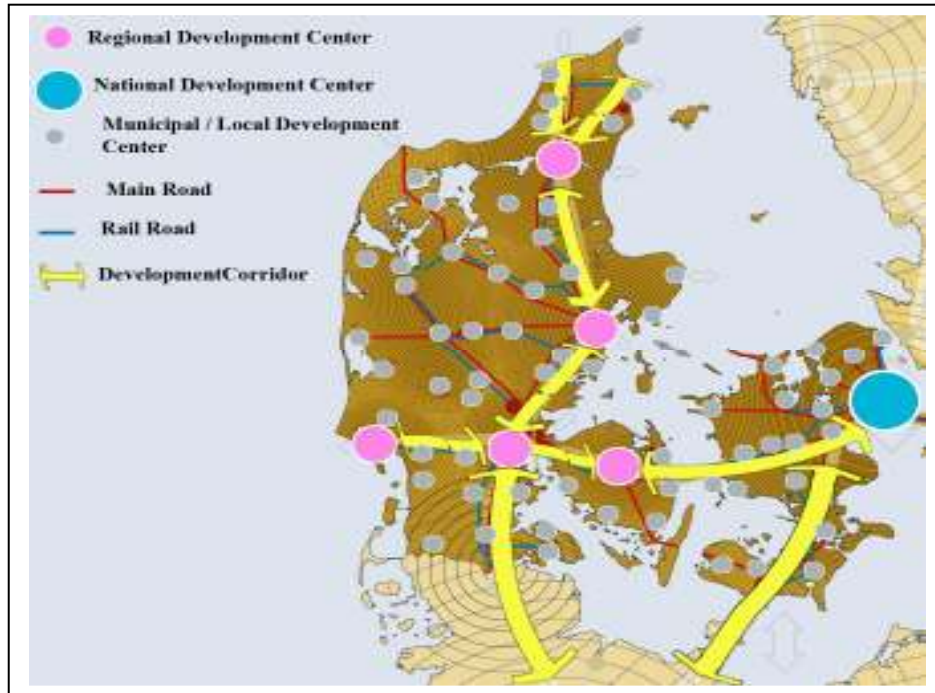 Regional Development Center
National Development Center
Municipal / Local Development
Center
Main Road
Rail Road
DevelopmentCorridor